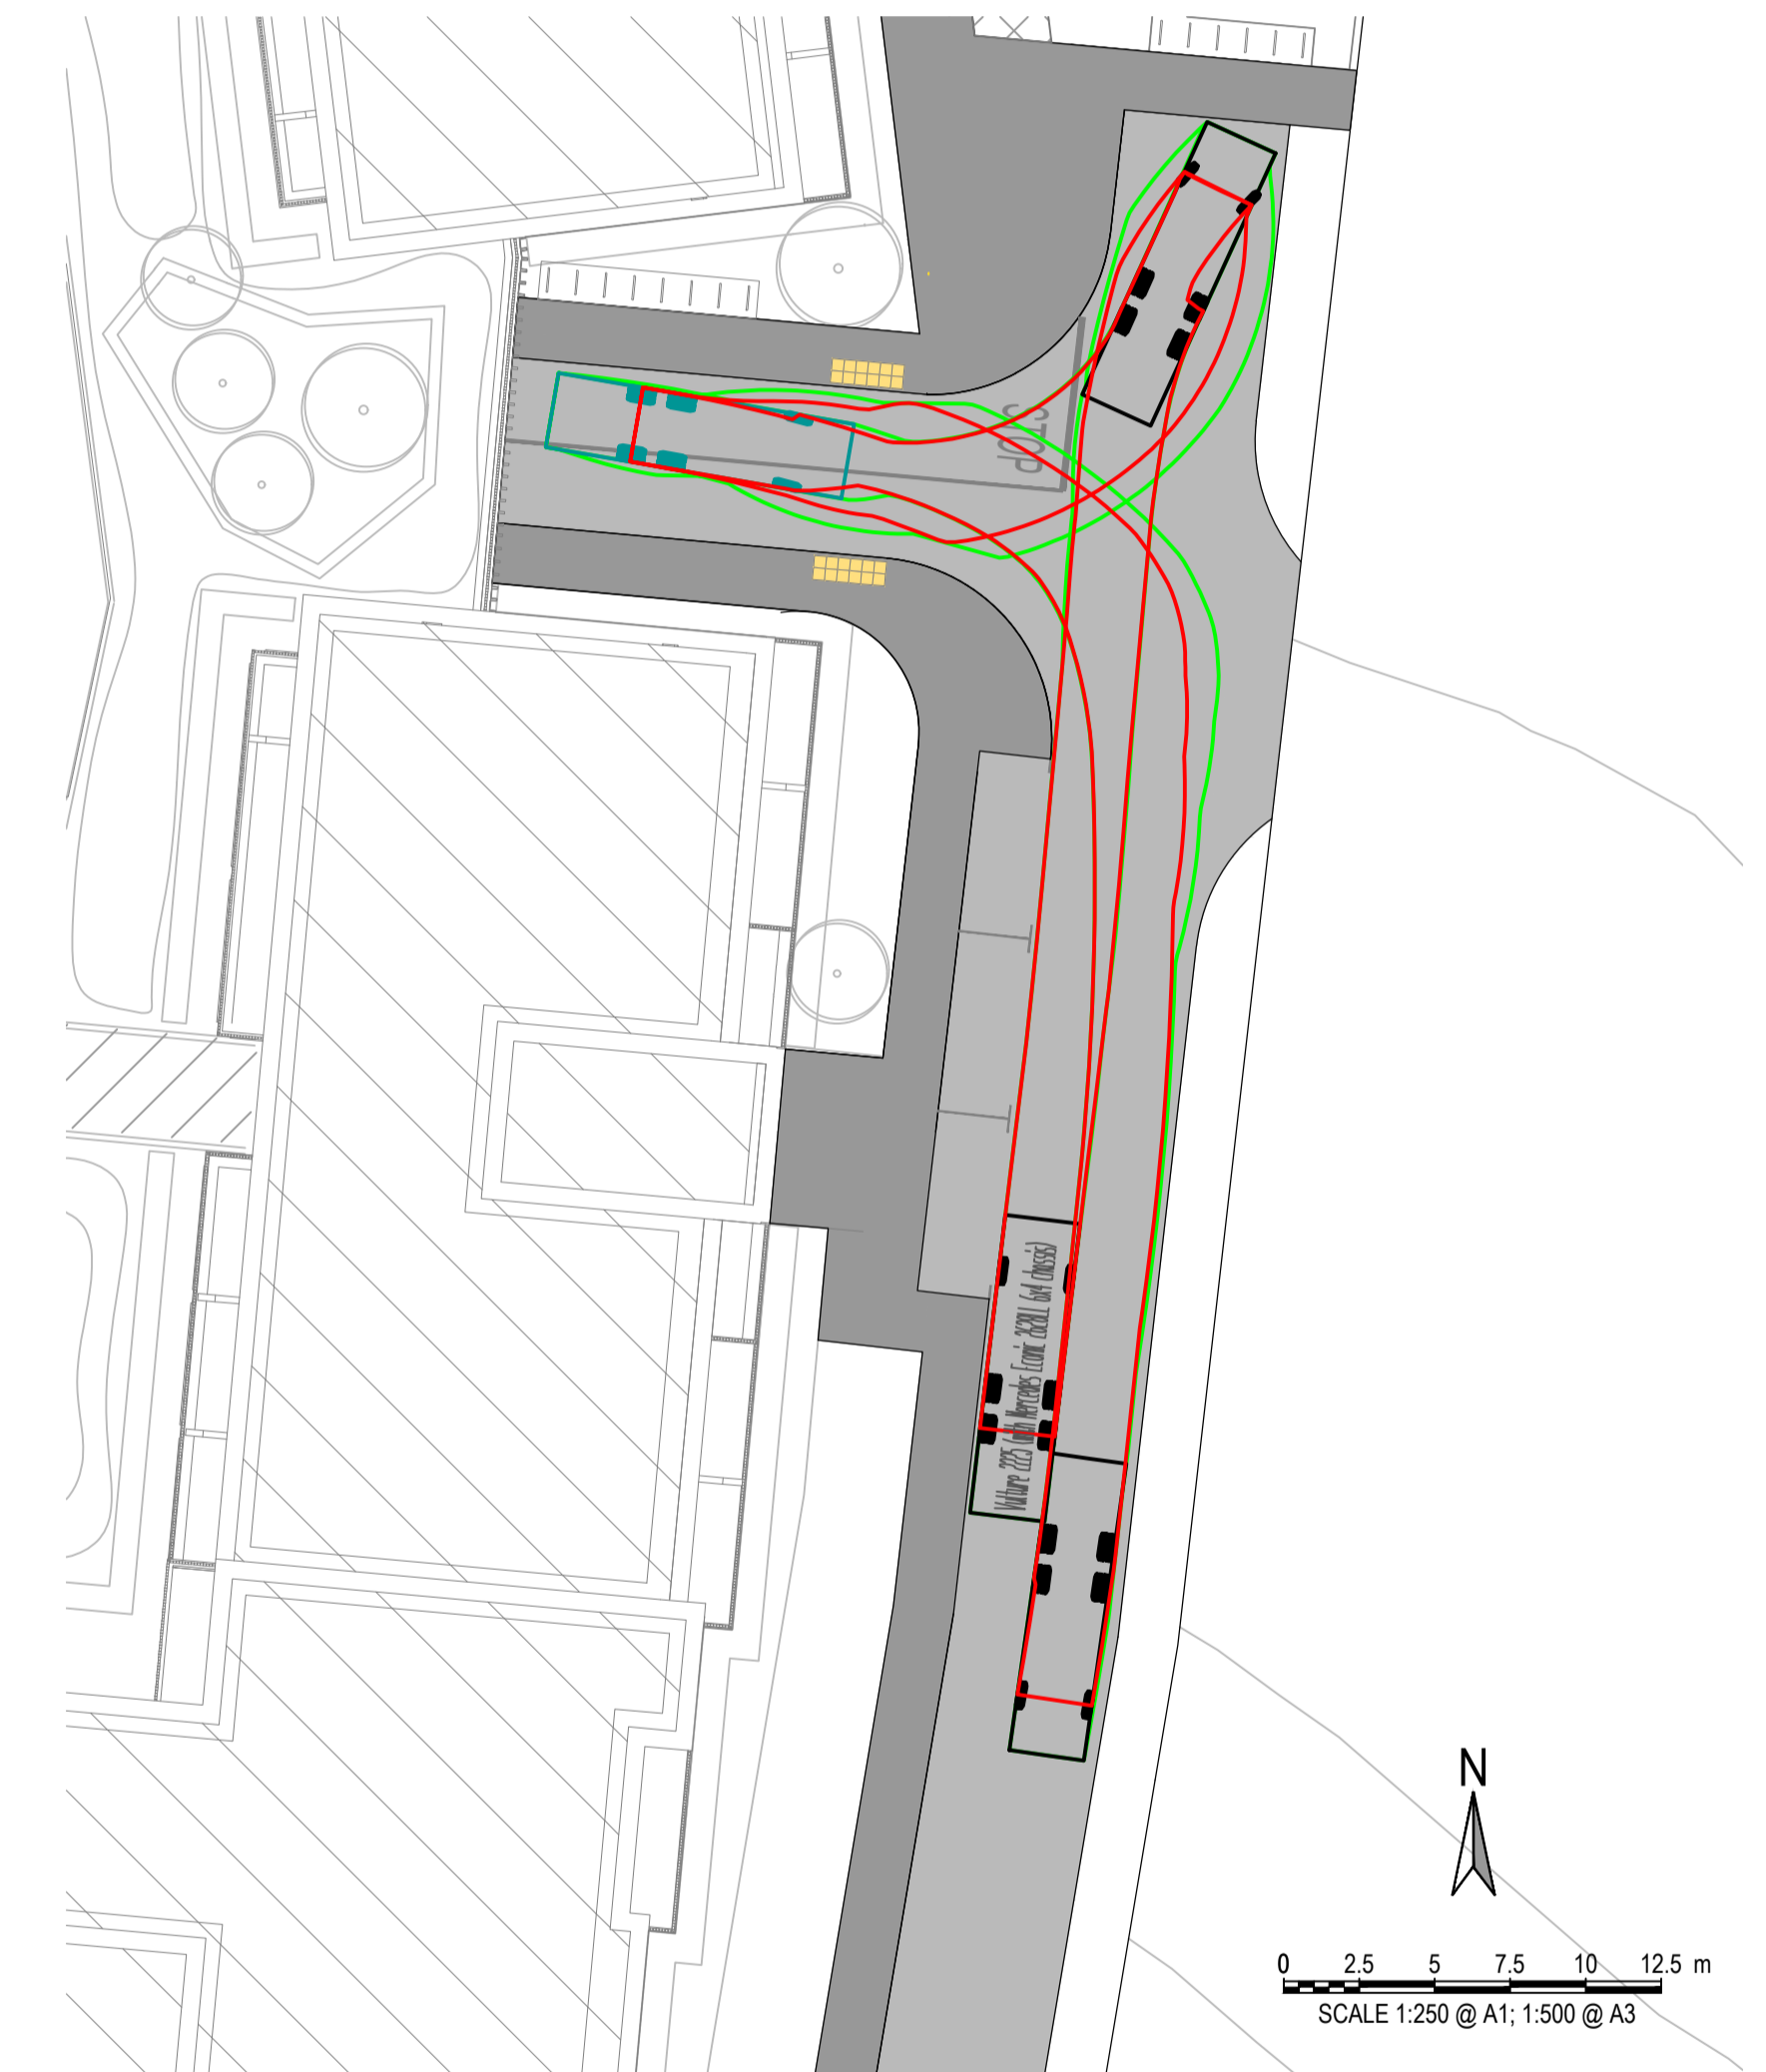 STOP
Vulture 2225 (with Mercedes Econic 2628LL 6x4 chassis)
N
0 2.5 5 7.5 10 12.5 m
SCALE 1:250 @ A1; 1:500 @ A3